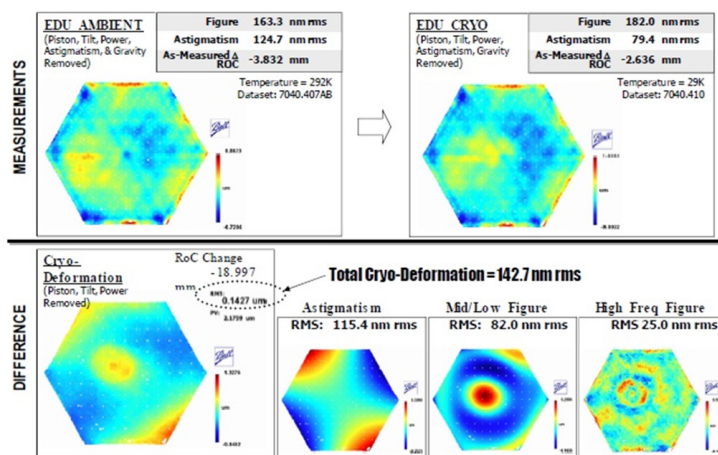 EDU AMBIENT
(Piston, Tilt, Power,
Astigmatism, & Gravity
Removed)
Figure 163.3 nm rms
Astigmatism 124.7 nm rms
As-Measured Δ ROC -3.832 mm
Temperature = 292K
Dataset: 7040.407AB
EDU CRYO
(Piston, Tilt, Power,
Astigmatism, Gravity
Removed)
Figure 182.0 nm rms
Astigmatism 79.4 nm rms
As-Measured Δ ROC -2.636 mm
Temperature = 29K
Dataset: 7040.410
MEASUREMENTS
DIFFERENCE
Cryo-
Deformation
(Piston, Tilt, Power
Removed)
RoC Change
-18.997
mm
RMS:
0.1427 um
PV:
um
Total Cryo-Deformation = 142.7 nm rms
Astigmatism
RMS: 115.4 nm rms
Mid/Low Figure
RMS: 82.0 nm rms
High Freq Figure
RMS 25.0 nm rms